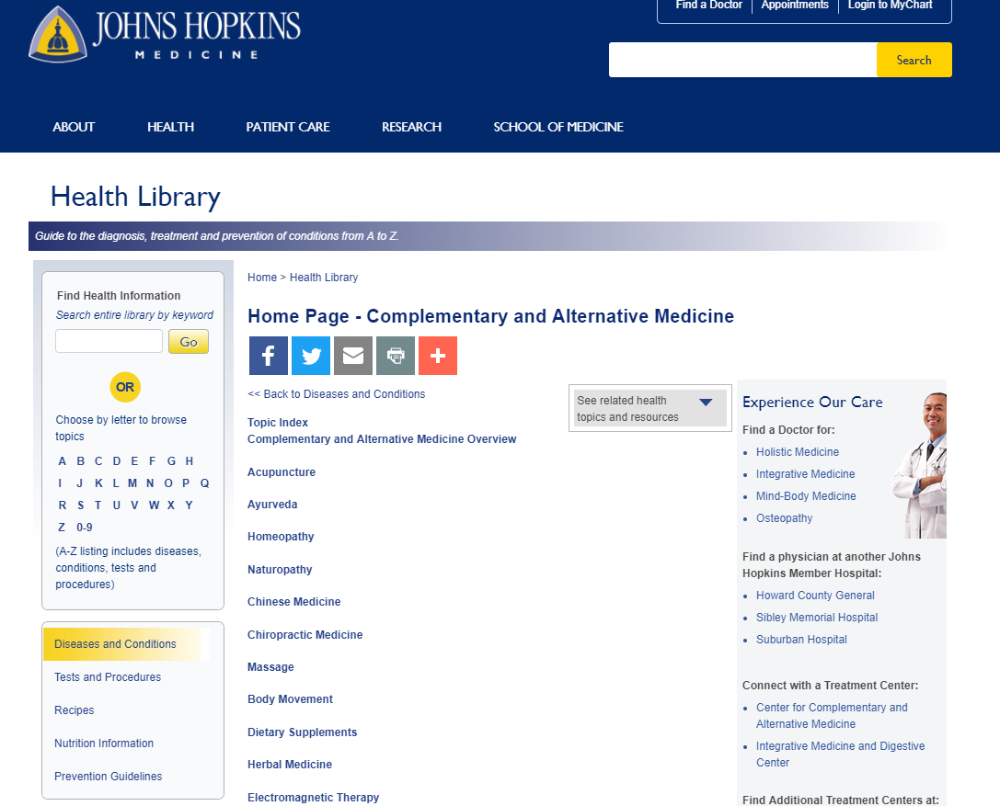 JOHNS HOPKINS
MEDICINE
Find a Doctor
Appointments
Login to MyChart
Search
ABOUT
HEALTH
PATIENT CARE
RESEARCH
SCHOOL OF MEDICINE
Health Library
Guide to the diagnosis, treatment and prevention of conditions from A to Z.
Find Health Information
Search entire library by keyword
Go
OR
Choose by letter to browse
topics
A B C D E F G H
I J K L M N O P Q
R S T U V W X Y
Z 0-9
(A-Z listing includes diseases,
conditions, tests and
procedures)
Diseases and Conditions
Tests and Procedures
Recipes
Nutrition Information
Prevention Guidelines
Home > Health Library
Home Page - Complementary and Alternative Medicine
<< Back to Diseases and Conditions
Topic Index
Complementary and Alternative Medicine Overview
Acupuncture
Ayurveda
Homeopathy
Naturopathy
Chinese Medicine
Chiropractic Medicine
Massage
Body Movement
Dietary Supplements
Herbal Medicine
Electromagnetic Therapy
See related health
topics and resources
Experience Our Care
Find a Doctor for:
Holistic Medicine
Integrative Medicine
Mind-Body Medicine
Osteopathy
Find a physician at another Johns
Hopkins Member Hospital:
Howard County General
Sibley Memorial Hospital
Suburban Hospital
Connect with a Treatment Center:
Center for Complementary and
Alternative Medicine
Integrative Medicine and Digestive
Center
Find Additional Treatment Centers at: